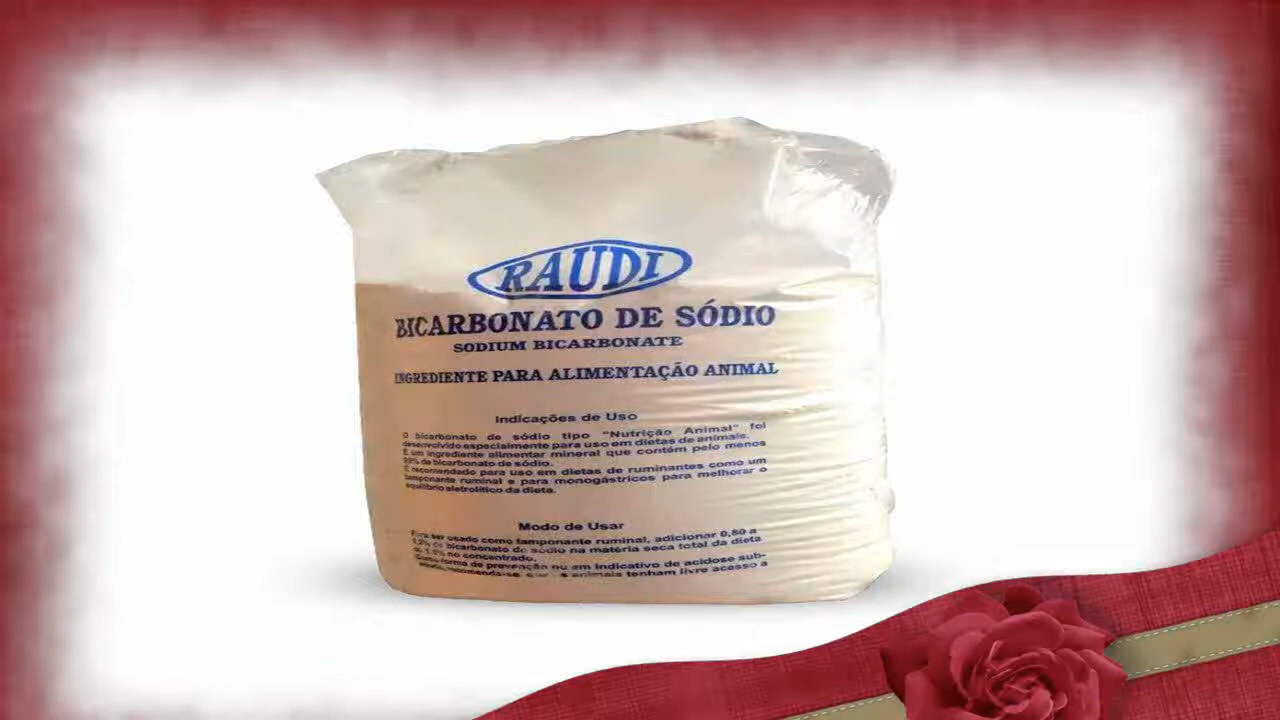 RAUDI
BICARBONATO DE SÓDIO
SODIUM BICARBONATE
INGREDIENTE PARA ALIMENTAÇÃO ANIMAL
Indicações de Uso
O bicarbonato de sódio tipo "Nutrição Animal" foi
desenvolvido especialmente para uso em dietas de animais.
É um ingrediente alimentar mineral que contém pelo menos
99% de bicarbonato de sódio.
É recomendado para uso em dietas de ruminantes como um
tamponante ruminal e para monogástricos para melhorar o
equilíbrio eletrolítico da dieta.
Modo de Usar
Para ser usado como tamponante ruminal, adicionar 0,80 a
1,2% de bicarbonato de sódio na matéria seca total da dieta
no concentrado.
Como forma de prevenção ou em indicativo de acidose sub-
animais tenham livre acesso a